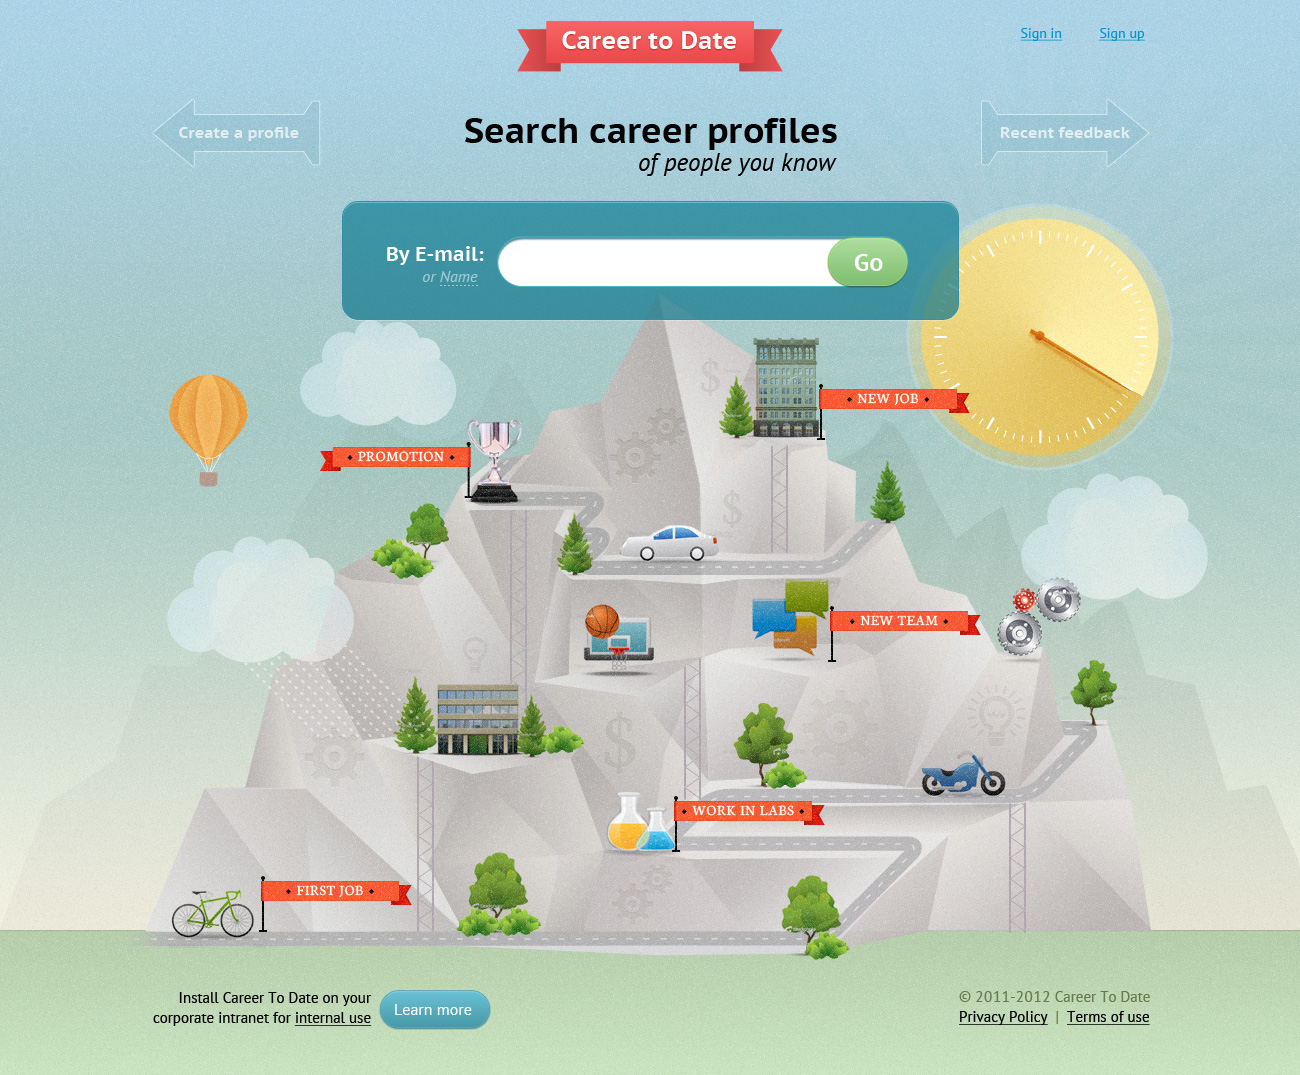 Career to Date
Sign in
Sign up
Create a profile
Search career profiles
of people you know
Recent feedback
By E-mail:
or Name
Go
NEW JOB
PROMOTION
NEW TEAM
WORK IN LABS
FIRST JOB
Install Career To Date on your
corporate intranet for internal use
Learn more
© 2011-2012 Career To Date
Privacy Policy | Terms of use